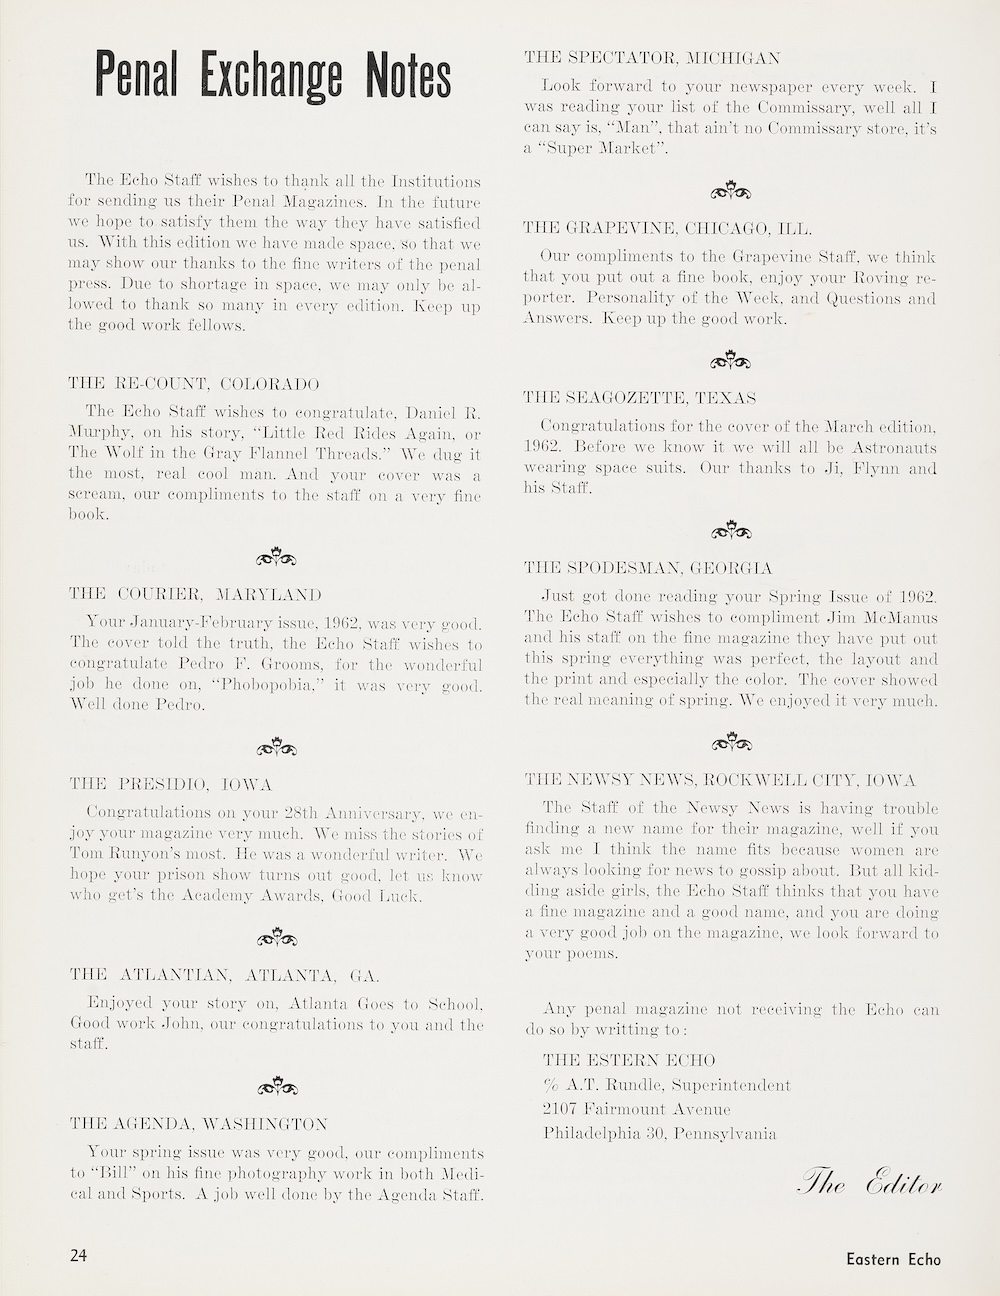 Penal Exchange Notes
The Echo Staff wishes to thank all the Institutions
for sending us their Penal Magazines. In the future
we hope to satisfy them the way they have satisfied
us. With this edition we have made space, so that we
may show our thanks to the fine writers of the penal
press. Due to shortage in space, we may only be al-
lowed to thank so many in every edition. Keep up
the good work fellows.
THE RE-COUNT, COLORADO
The Echo Staff wishes to congratulate, Daniel R.
Murphy, on his story, “Little Red Rides Again, or
The Wolf in the Gray Flannel Threads.” We dug it
the most, real cool man. And your cover was a
scream, our compliments to the staff on a very fine
book.
THE COURIER, MARYLAND
Your January-February issue, 1962, was very good.
The cover told the truth, the Echo Staff wishes to
congratulate Pedro F. Grooms, for the wonderful
job he done on, “Phobopobia,” it was very good.
Well done Pedro.
THE PRESIDIO, IOWA
Congratulations on your 28th Anniversary, we en-
joy your magazine very much. We miss the stories of
Tom Runyon's most. He was a wonderful writer. We
hope your prison show turns out good, let us know
who get's the Academy Awards, Good Luck.
THE ATLANTIAN, ATLANTA, GA.
Enjoyed your story on, Atlanta Goes to School,
Good work John, our congratulations to you and the
staff.
THE AGENDA, WASHINGTON
Your spring issue was very good, our compliments
to “Bill” on his fine photography work in both Medi-
cal and Sports. A job well done by the Agenda Staff.
THE SPECTATOR, MICHIGAN
Look forward to your newspaper every week. I
was reading your list of the Commissary, well all I
can say is, “Man”, that ain't no Commissary store, it's
a “Super Market”.
THE GRAPEVINE, CHICAGO, ILL.
Our compliments to the Grapevine Staff, we think
that you put out a fine book, enjoy your Roving re-
porter. Personality of the Week, and Questions and
Answers. Keep up the good work.
THE SEAGOZETTE, TEXAS
Congratulations for the cover of the March edition,
1962. Before we know it we will all be Astronauts
wearing space suits. Our thanks to Ji, Flynn and
his Staff.
THE SPODESMAN, GEORGIA
Just got done reading your Spring Issue of 1962.
The Echo Staff wishes to compliment Jim McManus
and his staff on the fine magazine they have put out
this spring everything was perfect, the layout and
the print and especially the color. The cover showed
the real meaning of spring. We enjoyed it very much.
THE NEWSY NEWS, ROCKWELL CITY, IOWA
The Staff of the Newsy News is having trouble
finding a new name for their magazine, well if you
ask me I think the name fits because women are
always looking for news to gossip about. But all kid-
ding aside girls, the Echo Staff thinks that you have
a fine magazine and a good name, and you are doing
a very good job on the magazine, we look forward to
your poems.
Any penal magazine not receiving the Echo can
do so by writting to:
THE ESTERN ECHO
% A.T. Rundle, Superintendent
2107 Fairmount Avenue
Philadelphia 30, Pennsylvania
The Editor
24
Eastern Echo